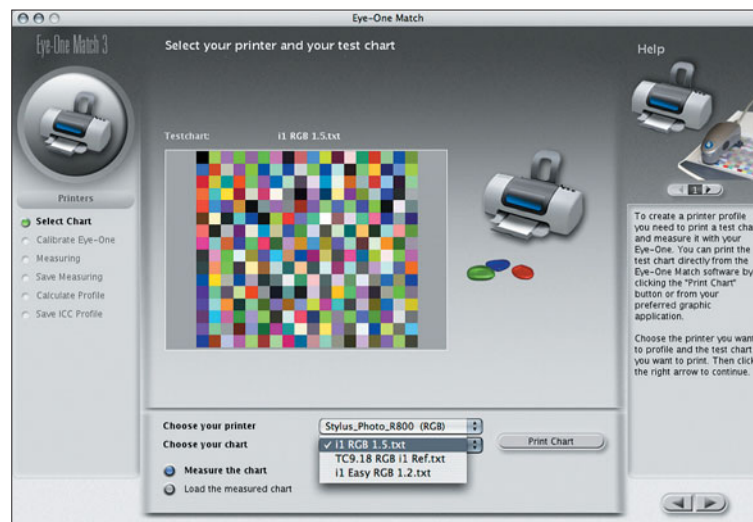 Eye-One Match
Eye-One Match 3
Select your printer and your test chart
Help
Testchart: i1 RGB 1.5.txt
Printers
Select Chart
Calibrate Eye-One
Measuring
Save Measuring
Calculate Profile
Save ICC Profile
1
To create a printer profile
you need to print a test cha
and measure it with your
Eye-One. You can print the
test chart directly from the
Eye-One Match software by
clicking the "Print Chart"
button or from your
preferred graphic
application.
Choose the printer you want
to profile and the test chart
you want to print. Then click
the right arrow to continue.
Choose your printer Stylus_Photo_R800 (RGB)
Choose your chart ✓ i1 RGB 1.5.txt Print Chart
TC9.18 RGB i1 Ref.txt
i1 Easy RGB 1.2.txt
Measure the chart
Load the measured chart